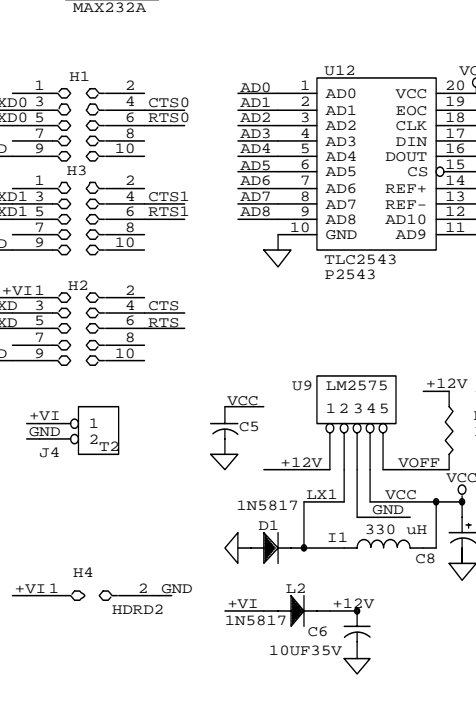 MAX232A
H1
1 2
XD0 3 4 CTS0
XD0 5 6 RTS0
7 8
D 9 10
H3
1 2
XD1 3 4 CTS1
XD1 5 6 RTS1
7 8
D 9 10
H2
+VI 1 2
XD 3 4 CTS
XD 5 6 RTS
7 8
D 9 10
U12
VC
AD0 1 AD0 VCC 20
AD1 2 AD1 EOC 19
AD2 3 AD2 CLK 18
AD3 4 AD3 DIN 17
AD4 5 AD4 DOUT 16
AD5 6 AD5 CS 15
AD6 7 AD6 REF+ 14
AD7 8 AD7 REF- 13
AD8 9 AD8 AD10 12
10 GND AD9 11
TLC2543
P2543
+VI 1
GND 2
J4 T2
VCC
C5
U9 LM2575
1 2 3 4 5
+12V
+12V VOFF
LX1 VCC
VCC
GND
1N5817
D1
I1 330 uH
+
C8
H4
+VI 1 2 GND
HDRD2
L2
+VI +12V
1N5817
C6
10UF35V